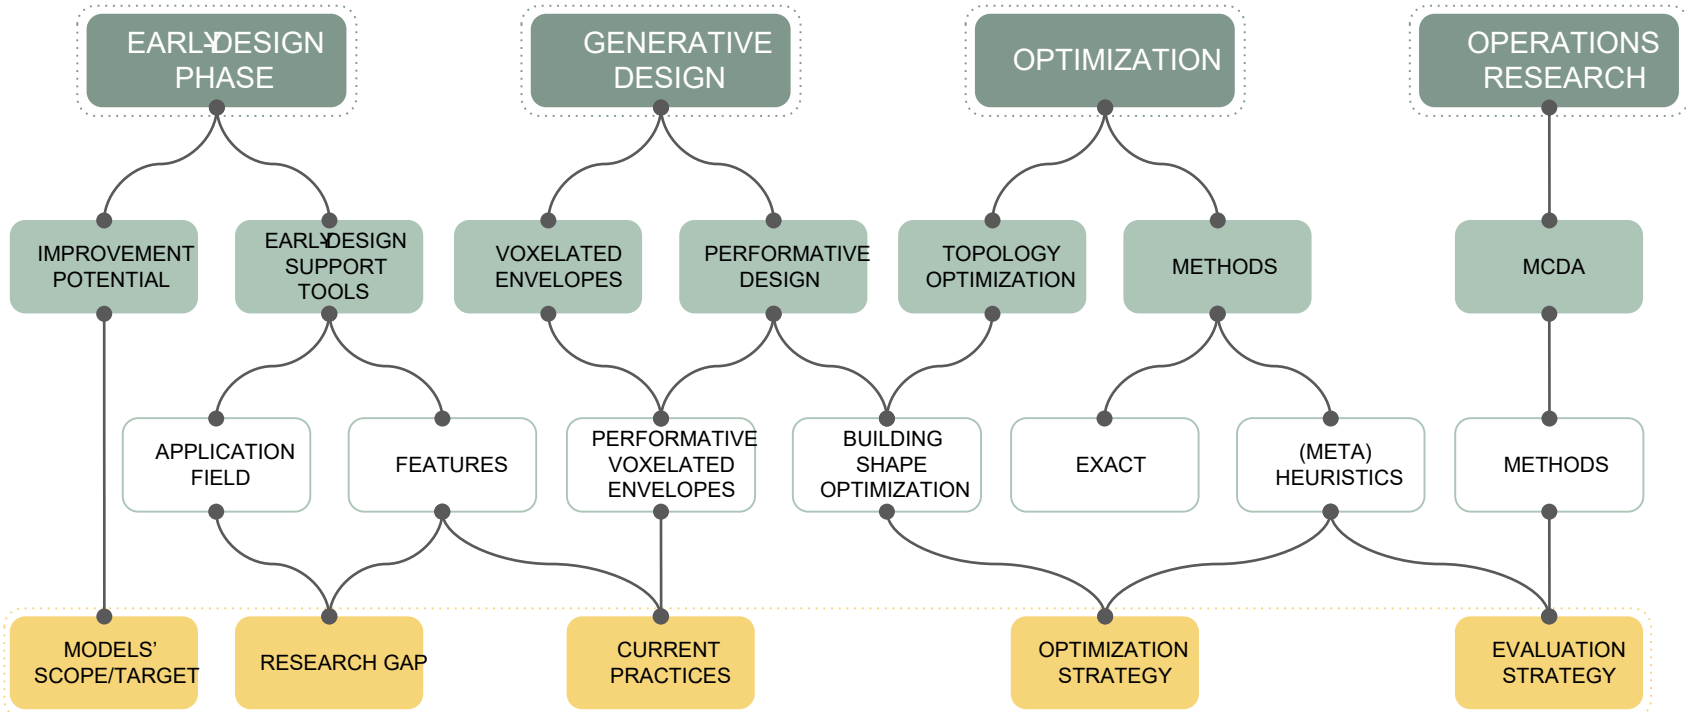 EARLY-DESIGN
PHASE
GENERATIVE
DESIGN
OPTIMIZATION
OPERATIONS
RESEARCH
IMPROVEMENT
POTENTIAL
EARLY-DESIGN
SUPPORT
TOOLS
VOXELATED
ENVELOPES
PERFORMATIVE
DESIGN
TOPOLOGY
OPTIMIZATION
METHODS
MCDA
APPLICATION
FIELD
FEATURES
PERFORMATIVE
VOXELATED
ENVELOPES
BUILDING
SHAPE
OPTIMIZATION
EXACT
(META)
HEURISTICS
METHODS
MODELS’
SCOPE/TARGET
RESEARCH GAP
CURRENT
PRACTICES
OPTIMIZATION
STRATEGY
EVALUATION
STRATEGY